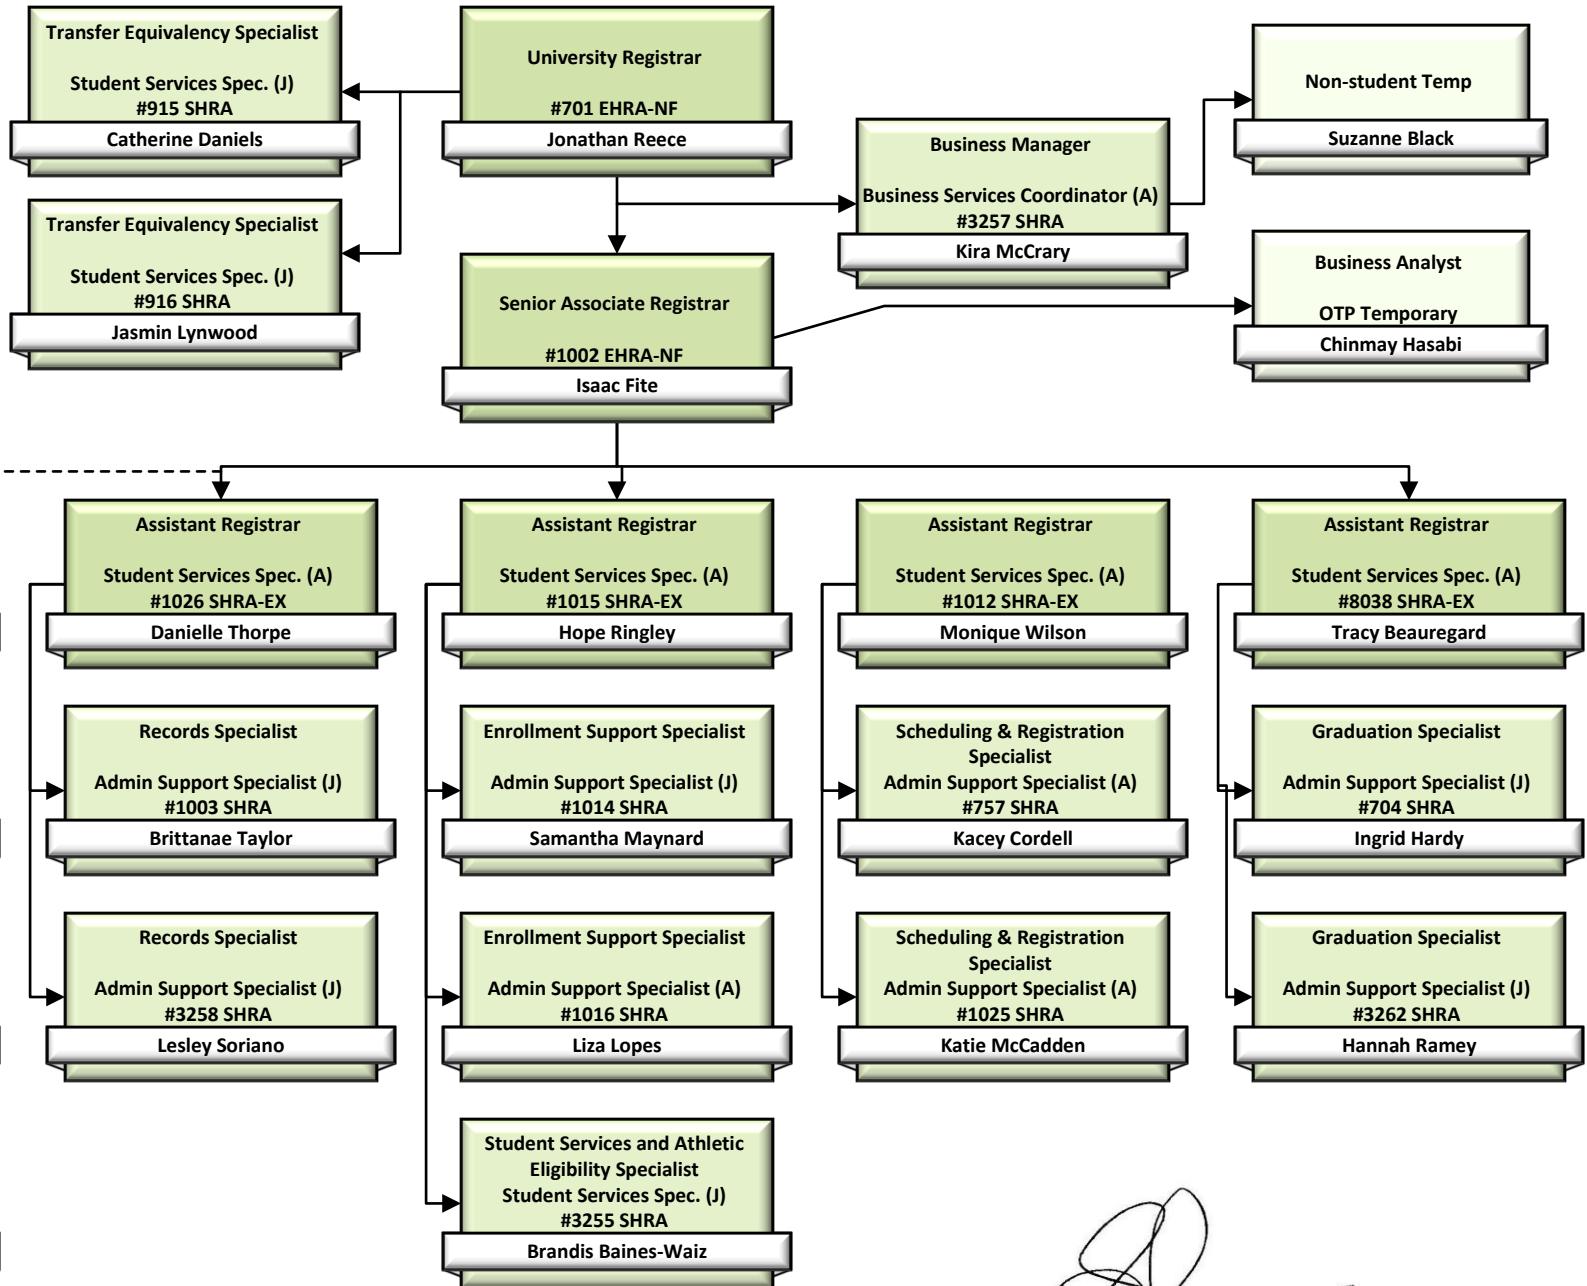 Transfer Equivalency Specialist
Student Services Spec. (J)
#915 SHRA
Catherine Daniels
University Registrar
#701 EHRA-NF
Jonathan Reece
Non-student Temp
Suzanne Black
Business Manager
Business Services Coordinator (A)
#3257 SHRA
Kira McCrary
Transfer Equivalency Specialist
Student Services Spec. (J)
#916 SHRA
Jasmin Lynwood
Senior Associate Registrar
#1002 EHRA-NF
Isaac Fite
Business Analyst
OTP Temporary
Chinmay Hasabi
Assistant Registrar
Student Services Spec. (A)
#1026 SHRA-EX
Danielle Thorpe
Assistant Registrar
Student Services Spec. (A)
#1015 SHRA-EX
Hope Ringley
Assistant Registrar
Student Services Spec. (A)
#1012 SHRA-EX
Monique Wilson
Assistant Registrar
Student Services Spec. (A)
#8038 SHRA-EX
Tracy Beauregard
Records Specialist
Admin Support Specialist (J)
#1003 SHRA
Brittanae Taylor
Enrollment Support Specialist
Admin Support Specialist (J)
#1014 SHRA
Samantha Maynard
Scheduling & Registration
Specialist
Admin Support Specialist (A)
#757 SHRA
Kacey Cordell
Graduation Specialist
Admin Support Specialist (J)
#704 SHRA
Ingrid Hardy
Records Specialist
Admin Support Specialist (J)
#3258 SHRA
Lesley Soriano
Enrollment Support Specialist
Admin Support Specialist (A)
#1016 SHRA
Liza Lopes
Scheduling & Registration
Specialist
Admin Support Specialist (A)
#1025 SHRA
Katie McCadden
Graduation Specialist
Admin Support Specialist (J)
#3262 SHRA
Hannah Ramey
Student Services and Athletic
Eligibility Specialist
Student Services Spec. (J)
#3255 SHRA
Brandis Baines-Waiz